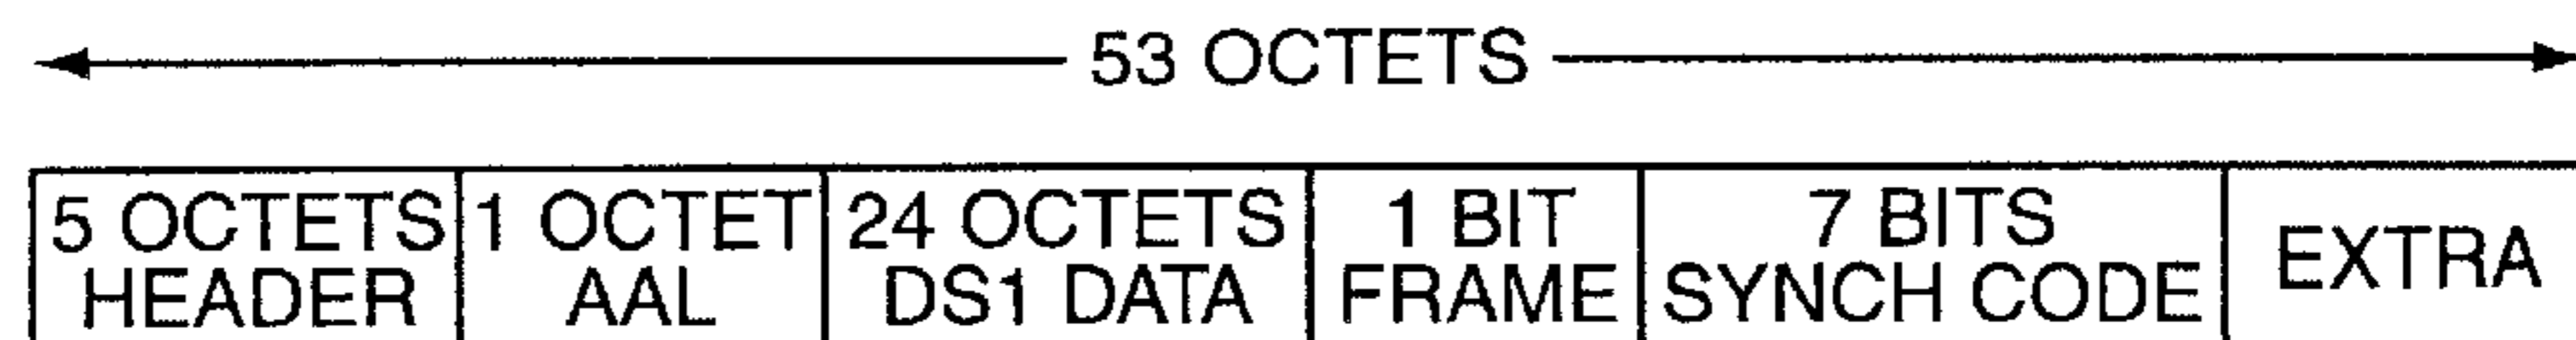 53 OCTETS
5 OCTETS HEADER
1 OCTET AAL
24 OCTETS DS1 DATA
1 BIT FRAME
7 BITS SYNCH CODE
EXTRA